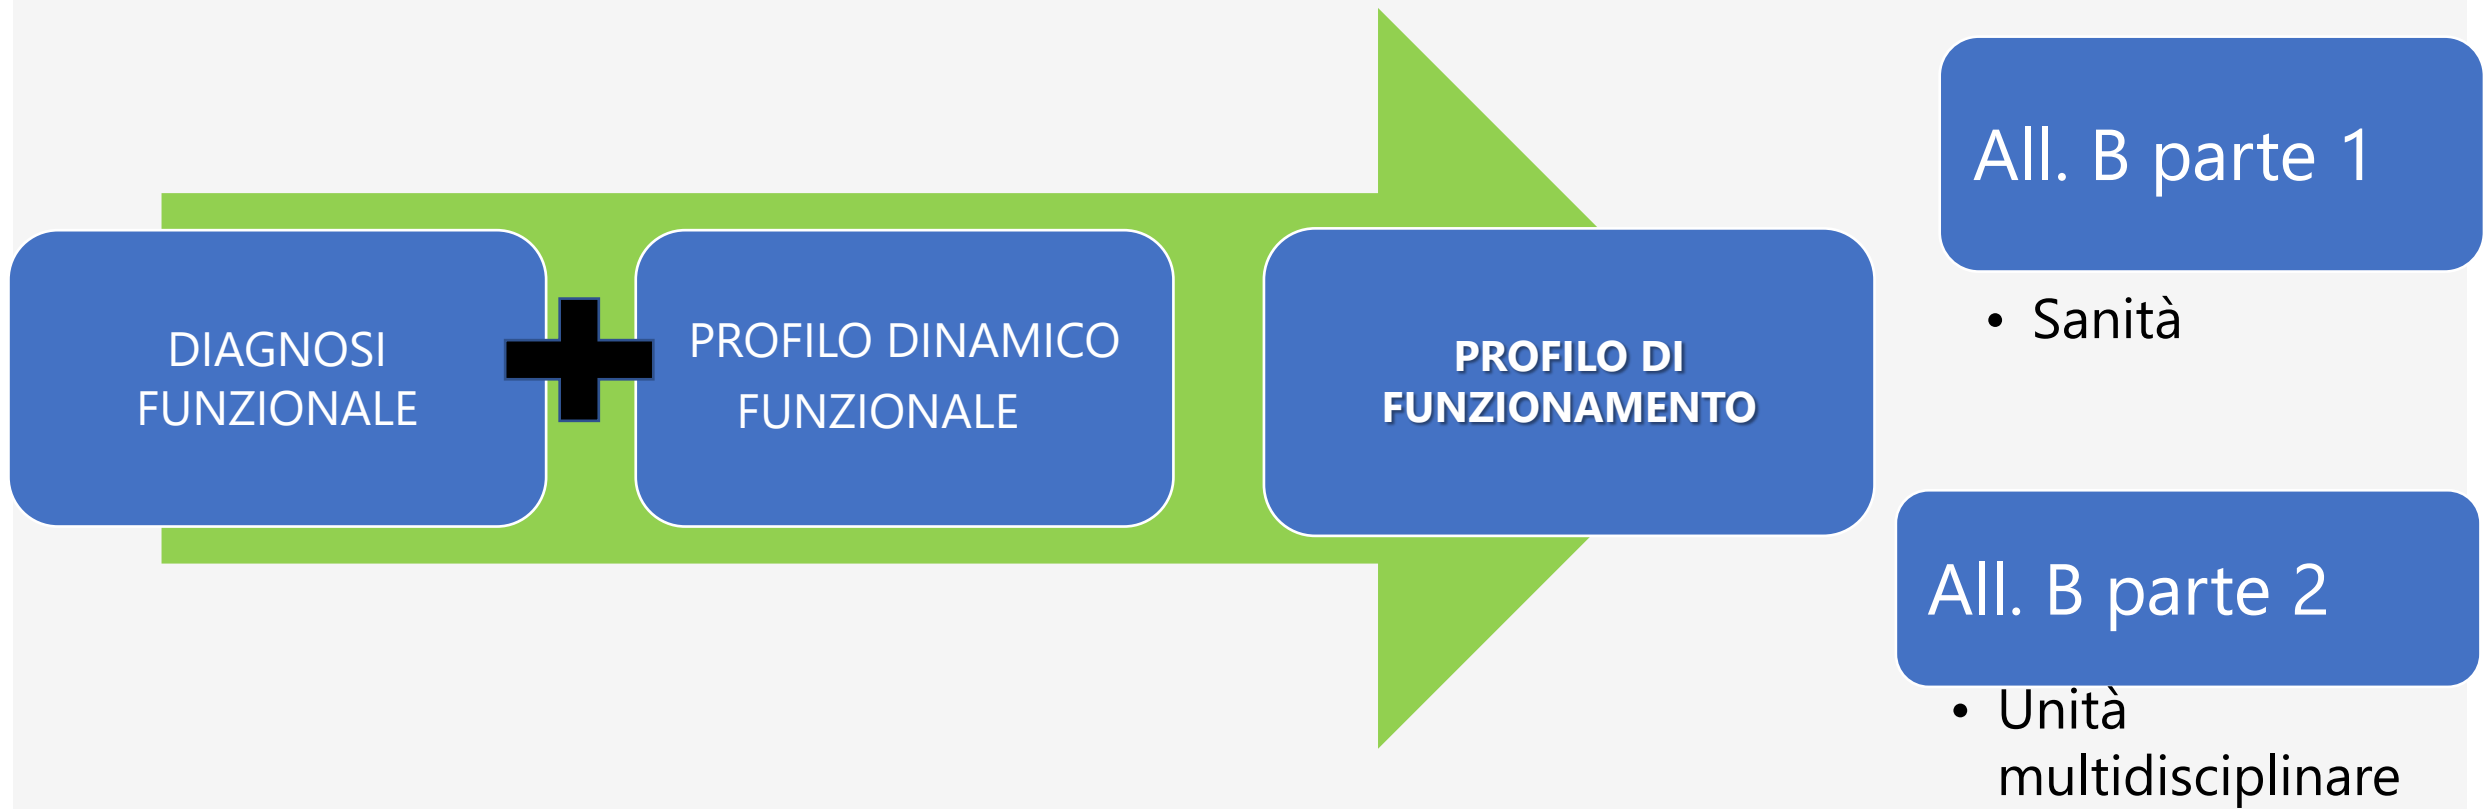 DIAGNOSI
FUNZIONALE
PROFILO DINAMICO
FUNZIONALE
PROFILO DI
FUNZIONAMENTO
All. B parte 1
• Sanità
All. B parte 2
• Unità
multidisciplinare